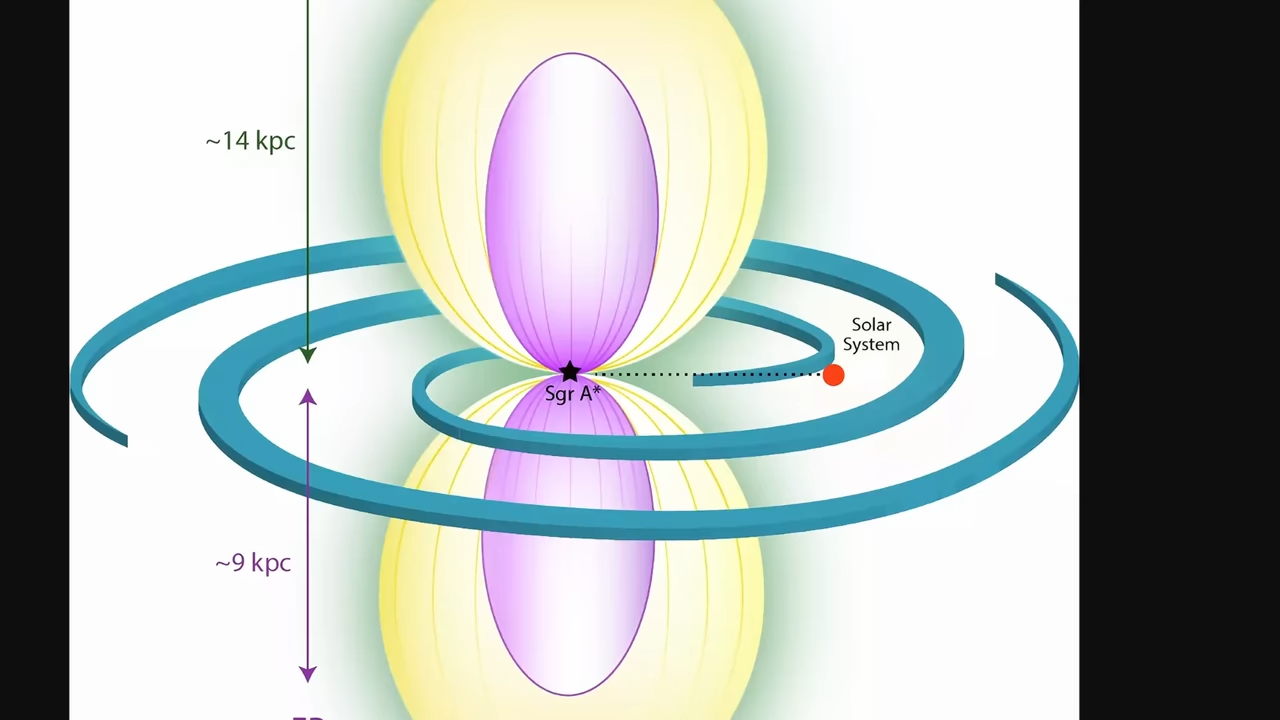 ~14 kpc
Solar
System
Sgr A*
~9 kpc